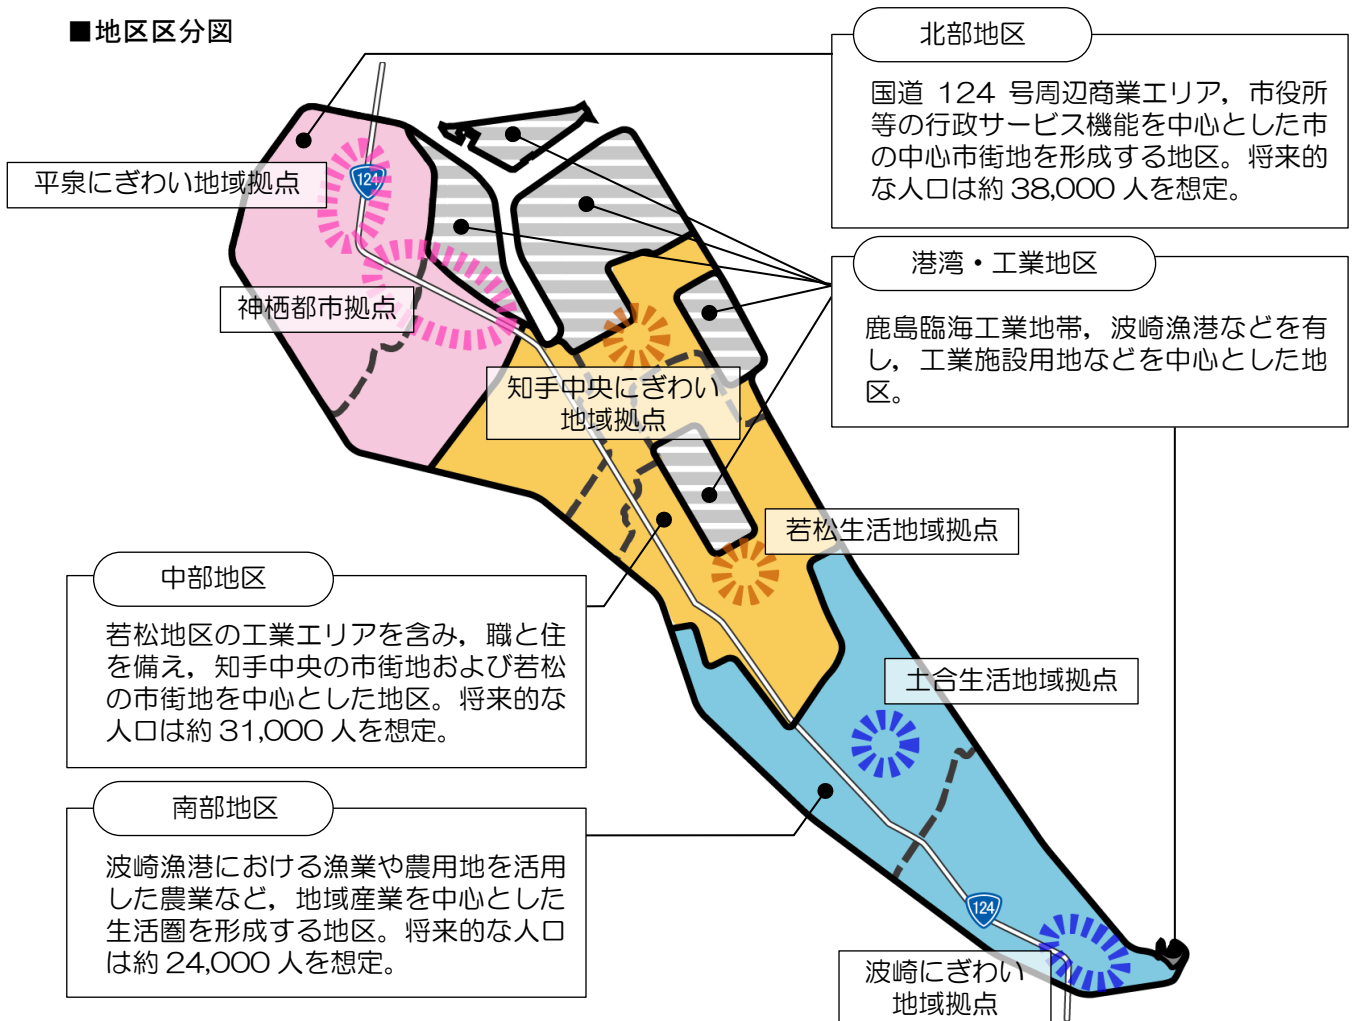 ■地区区分図
北部地区
国道 124 号周辺商業エリア，市役所
等の行政サービス機能を中心とした市
の中心市街地を形成する地区。将来的
な人口は約 38,000 人を想定。
平泉にぎわい地域拠点
124
神栖都市拠点
港湾・工業地区
鹿島臨海工業地帯，波崎漁港などを有
し，工業施設用地などを中心とした地
区。
知手中央にぎわい
地域拠点
若松生活地域拠点
中部地区
若松地区の工業エリアを含み，職と住
を備え，知手中央の市街地および若松
の市街地を中心とした地区。将来的な
人口は約 31,000 人を想定。
土合生活地域拠点
南部地区
波崎漁港における漁業や農用地を活用
した農業など，地域産業を中心とした
生活圏を形成する地区。将来的な人口
は約 24,000 人を想定。
124
波崎にぎわい
地域拠点